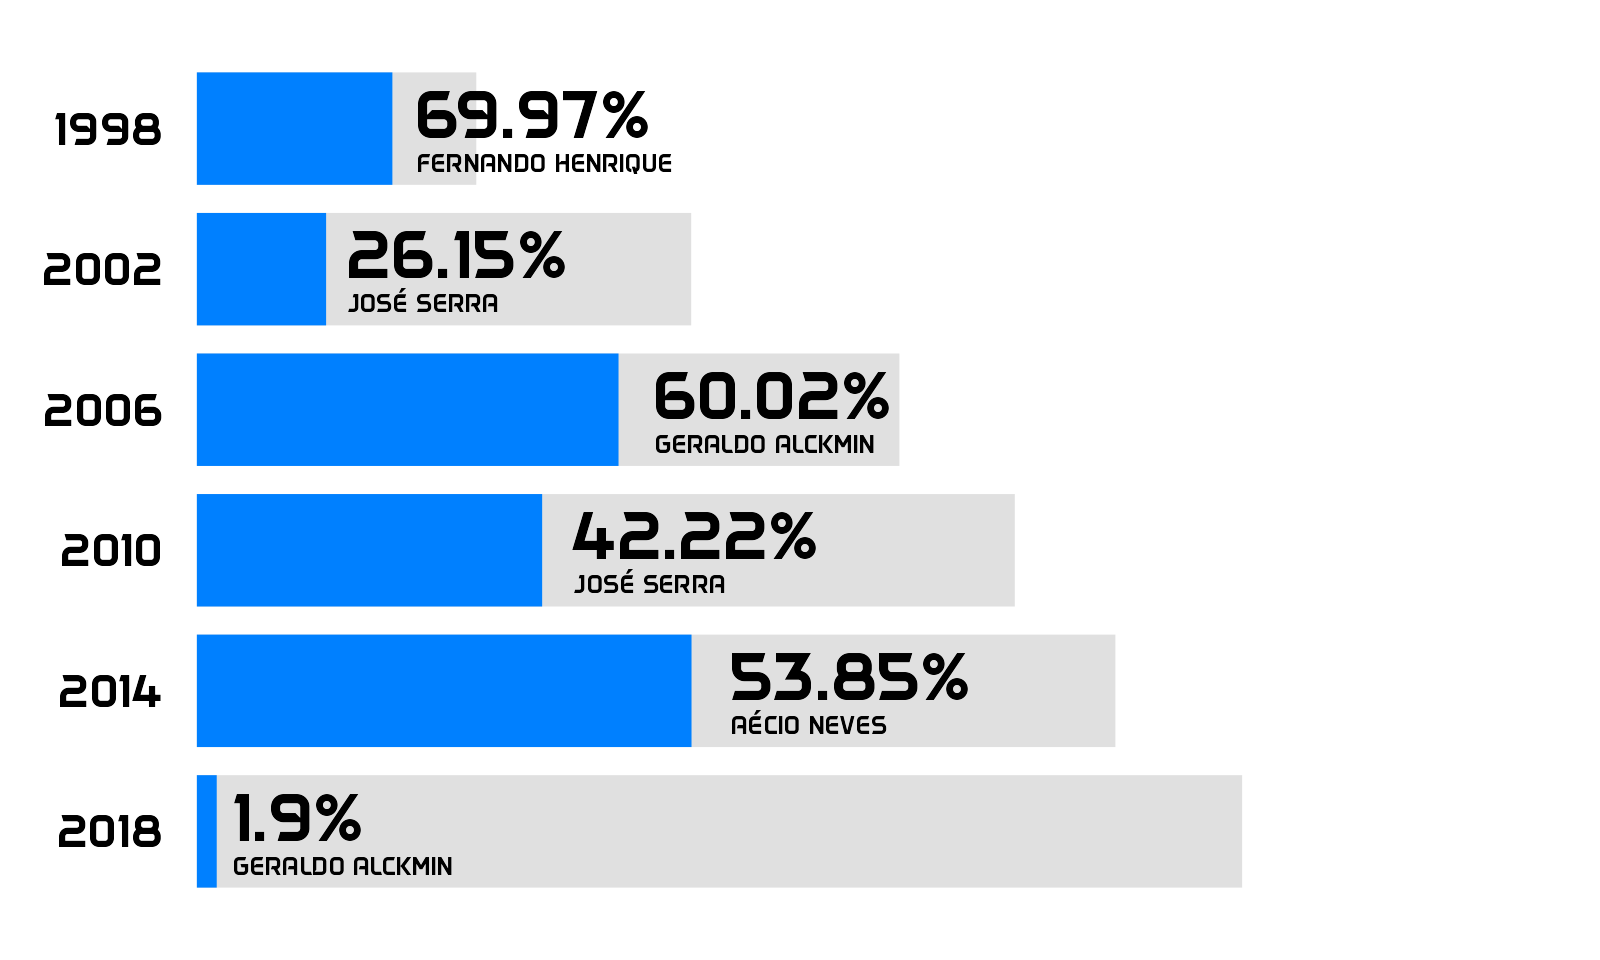 1998
69.97%
FERNANDO HENRIQUE
2002
26.15%
JOSÉ SERRA
2006
60.02%
GERALDO ALCKMIN
2010
42.22%
JOSÉ SERRA
2014
53.85%
AÉCIO NEVES
2018
1.9%
GERALDO ALCKMIN